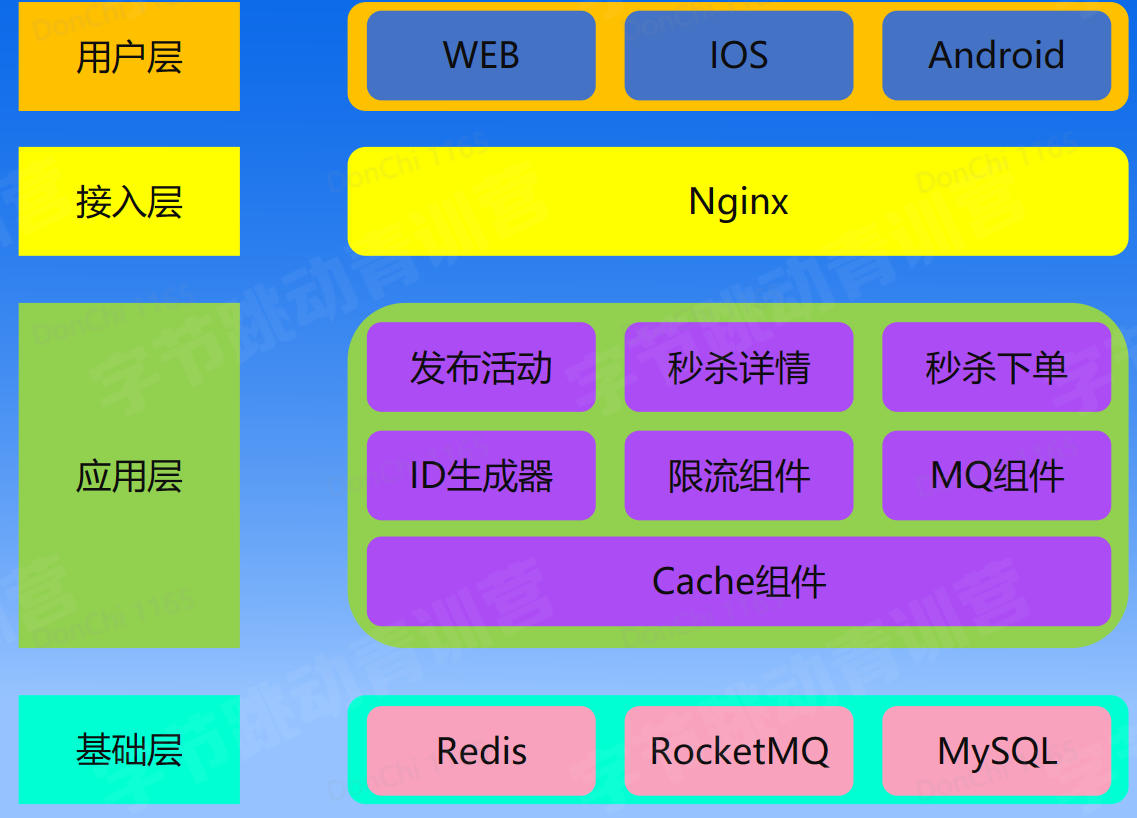 用户层
WEB
IOS
Android
接入层
Nginx
应用层
发布活动
秒杀详情
秒杀下单
ID生成器
限流组件
MQ组件
Cache组件
基础层
Redis
RocketMQ
MySQL
字节跳动青训营
DonChi 1165